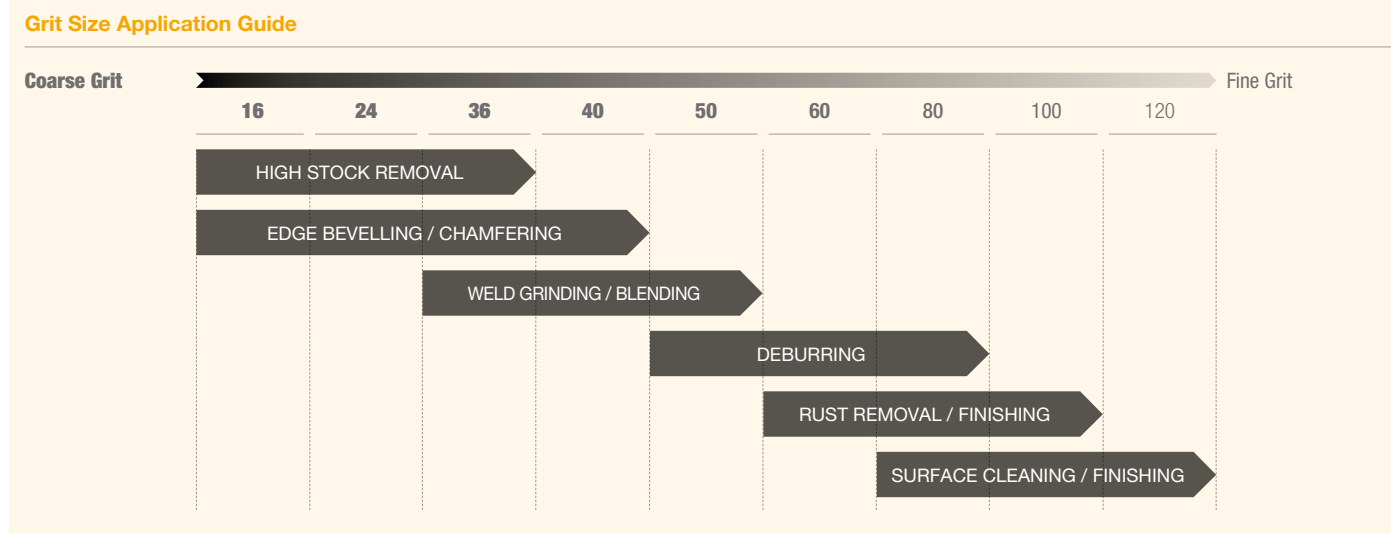 Grit Size Application Guide
Coarse Grit
Fine Grit
16 24 36 40 50 60 80 100 120
HIGH STOCK REMOVAL
EDGE BEVELLING / CHAMFERING
WELD GRINDING / BLENDING
DEBURRING
RUST REMOVAL / FINISHING
SURFACE CLEANING / FINISHING